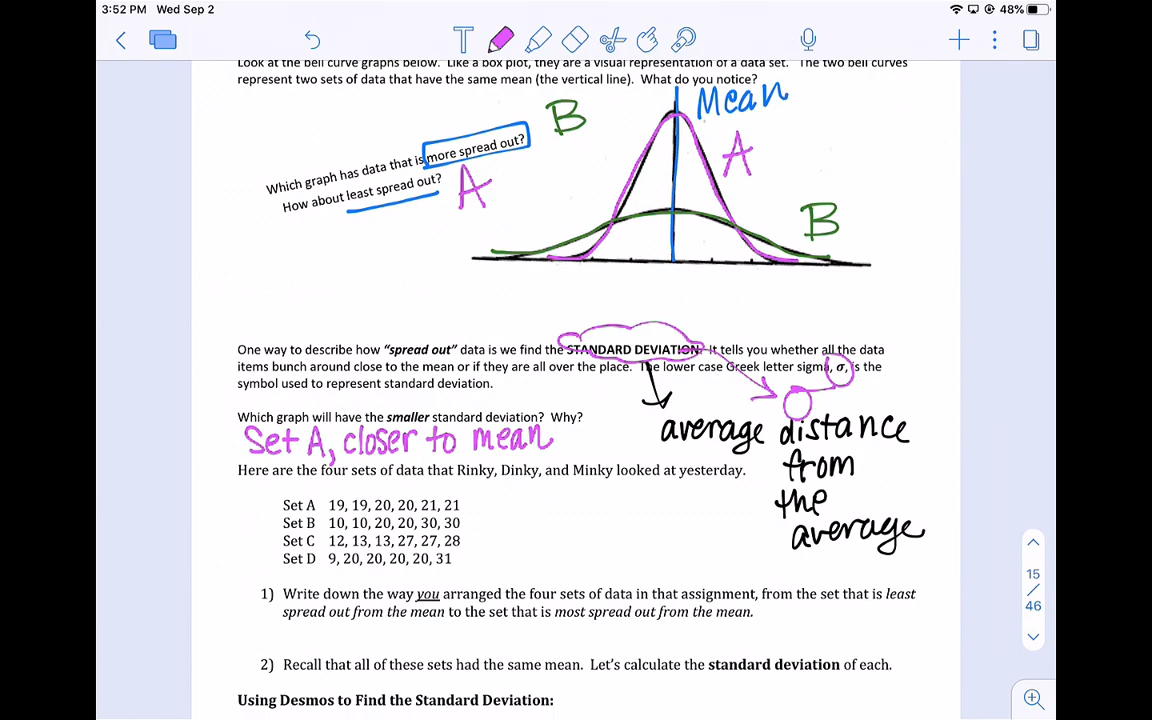 3:52 PM Wed Sep 2
48%
Look at the bell curve graphs below. Like a box plot, they are a visual representation of a data set. The two bell curves
represent two sets of data that have the same mean (the vertical line). What do you notice?
Mean
B
A
Which graph has data that is more spread out?
How about least spread out?
A
B
One way to describe how "spread out" data is we find the STANDARD DEVIATION. It tells you whether all the data
items bunch around close to the mean or if they are all over the place. The lower case Greek letter sigma, σ, is the
symbol used to represent standard deviation.
Which graph will have the smaller standard deviation? Why?
Set A, closer to mean
average distance
from
the
average
Here are the four sets of data that Rinky, Dinky, and Minky looked at yesterday.
Set A 19, 19, 20, 20, 21, 21
Set B 10, 10, 20, 20, 30, 30
Set C 12, 13, 13, 27, 27, 28
Set D 9, 20, 20, 20, 20, 31
1) Write down the way you arranged the four sets of data in that assignment, from the set that is least
spread out from the mean to the set that is most spread out from the mean.
2) Recall that all of these sets had the same mean. Let's calculate the standard deviation of each.
Using Desmos to Find the Standard Deviation:
15
/
46